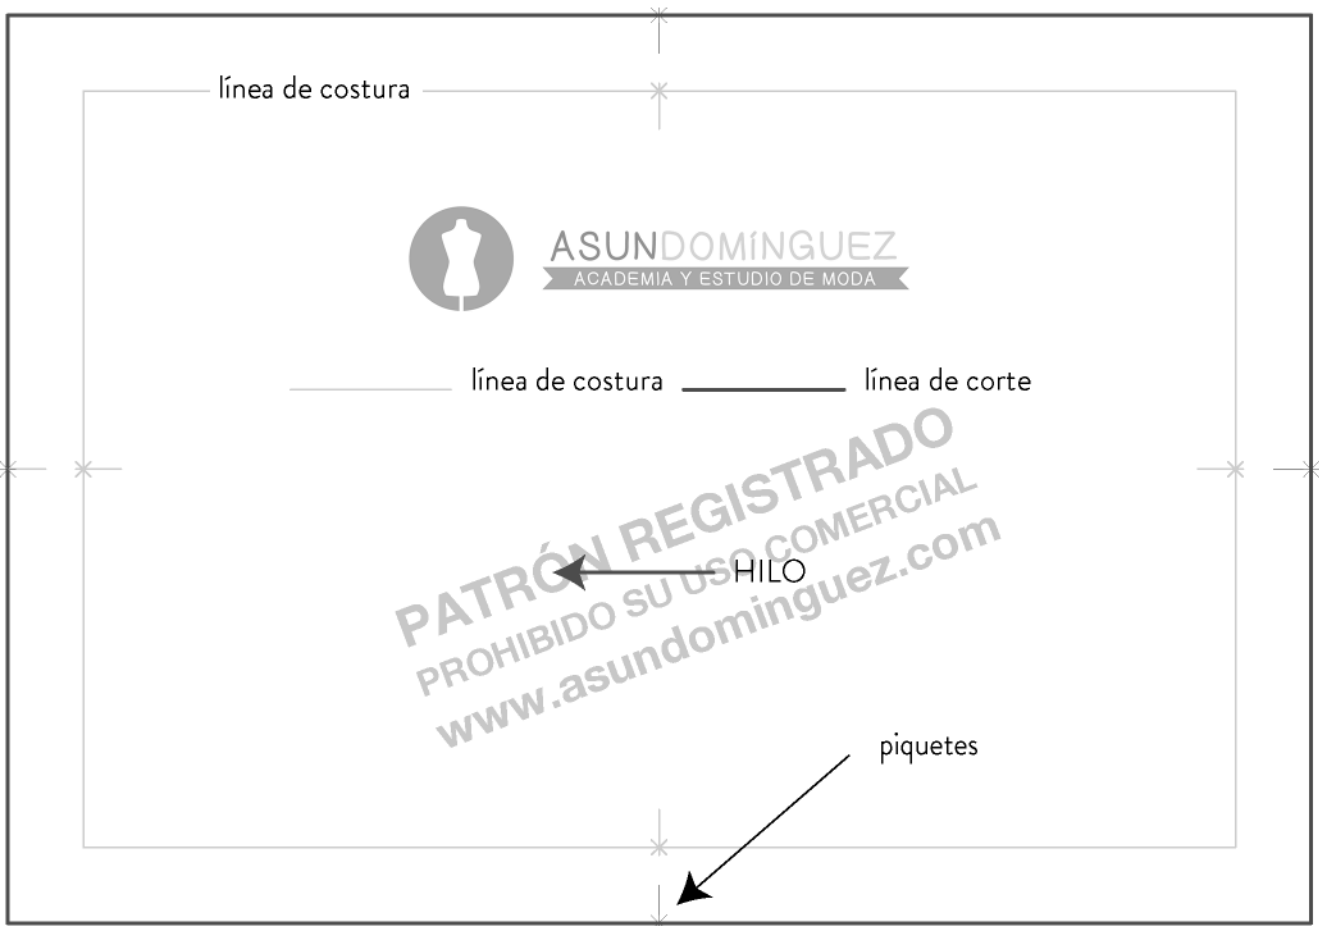 línea de costura
ASUNDOMíNGUEZ
ACADEMIA Y ESTUDIO DE MODA
línea de costura
línea de corte
PATRÓN REGISTRADO
PROHIBIDO SU USO COMERCIAL
www.asundominguez.com
HILO
piquetes